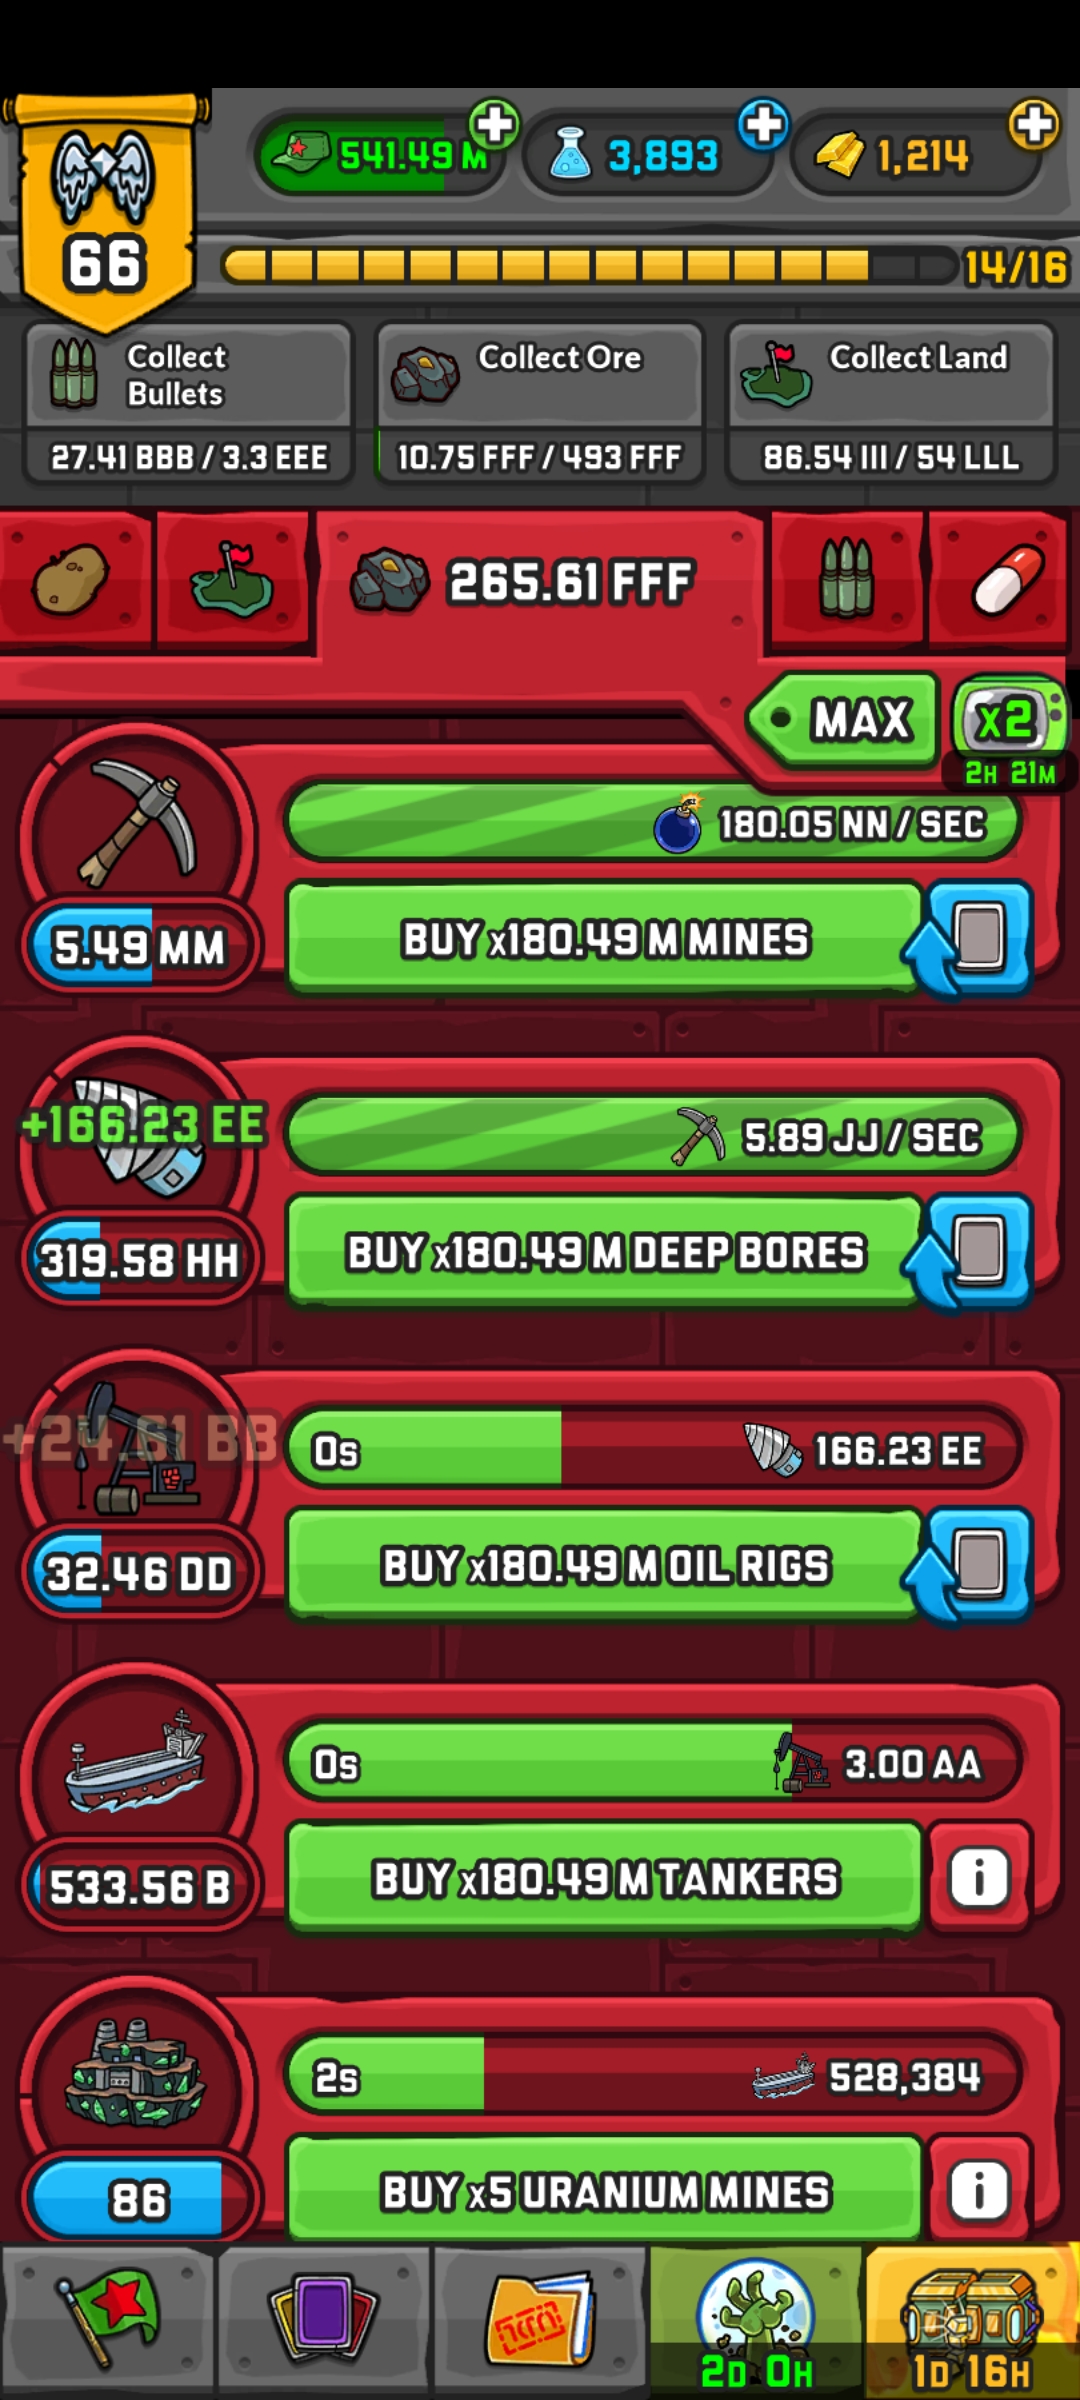 541.49 M
3,893
1,214
66
14/16
Collect
Bullets
27.41 BBB / 3.3 EEE
Collect Ore
10.75 FFF / 493 FFF
Collect Land
86.54 III / 54 LLL
265.61 FFF
MAX
x2
2H 21M
180.05 NN / SEC
5.49 MM
BUY x180.49 M MINES
+166.23 EE
5.89 JJ / SEC
319.58 HH
BUY x180.49 M DEEP BORES
+24.61 BB
0s
166.23 EE
32.46 DD
BUY x180.49 M OIL RIGS
0s
3.00 AA
533.56 B
BUY x180.49 M TANKERS
i
2s
528,384
86
BUY x5 URANIUM MINES
i
2D 0H
1D 16H